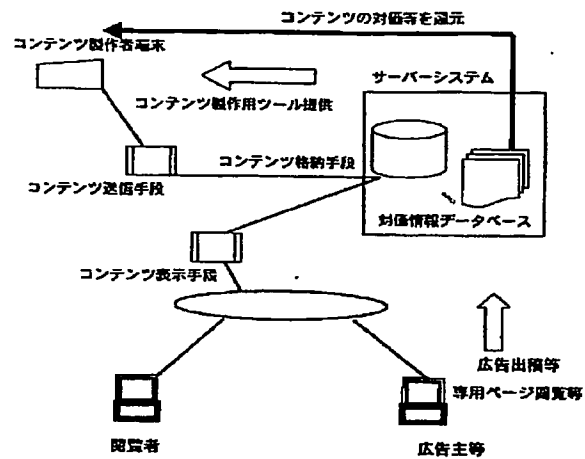 コンテンツの対価等を還元
コンテンツ製作者端末
サーバーシステム
コンテンツ製作用ツール提供
コンテンツ格納手段
コンテンツ送信手段
対価情報データベース
コンテンツ表示手段
広告出稿等
専用ページ閲覧等
閲覧者
広告主等